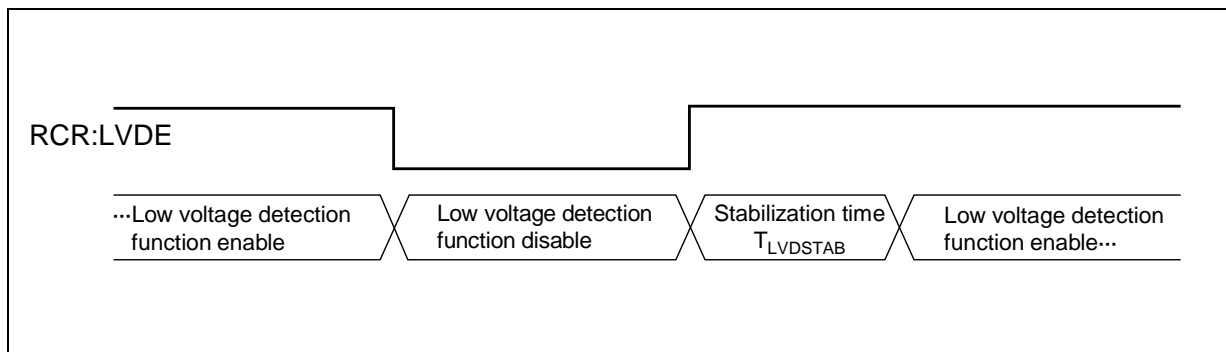 RCR:LVDE
···Low voltage detection
function enable
Low voltage detection
function disable
Stabilization time
TLVDSTAB
Low voltage detection
function enable···